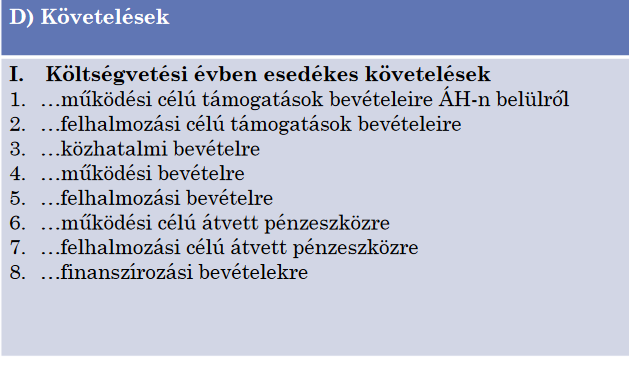 D) Követelések
I. Költségvetési évben esedékes követelések
1. …működési célú támogatások bevételeire ÁH-n belülről
2. …felhalmozási célú támogatások bevételeire
3. …közhatalmi bevételre
4. …működési bevételre
5. …felhalmozási bevételre
6. …működési célú átvett pénzeszközre
7. …felhalmozási célú átvett pénzeszközre
8. …finanszírozási bevételekre